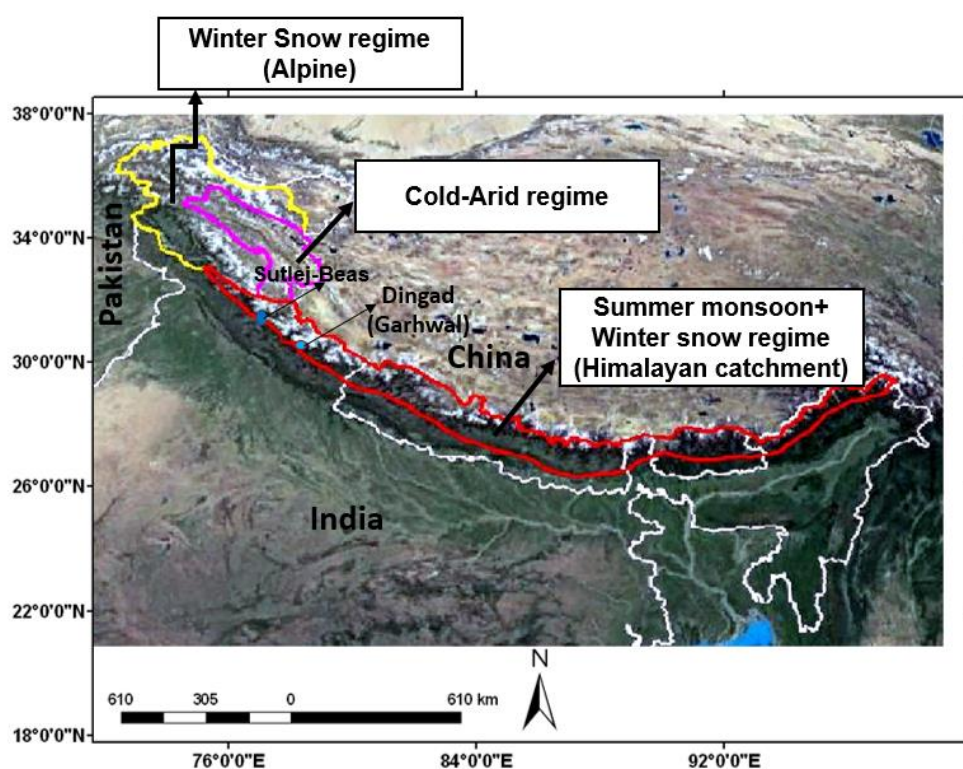 Winter Snow regime
(Alpine)
38°0'0"N
Cold-Arid regime
34°0'0"N
Pakistan
Sutlej-Beas
Dingad
(Garhwal)
Summer monsoon+
Winter snow regime
(Himalayan catchment)
30°0'0"N
China
26°0'0"N
India
22°0'0"N
N
610 305 0 610 km
18°0'0"N
76°0'0"E 84°0'0"E 92°0'0"E